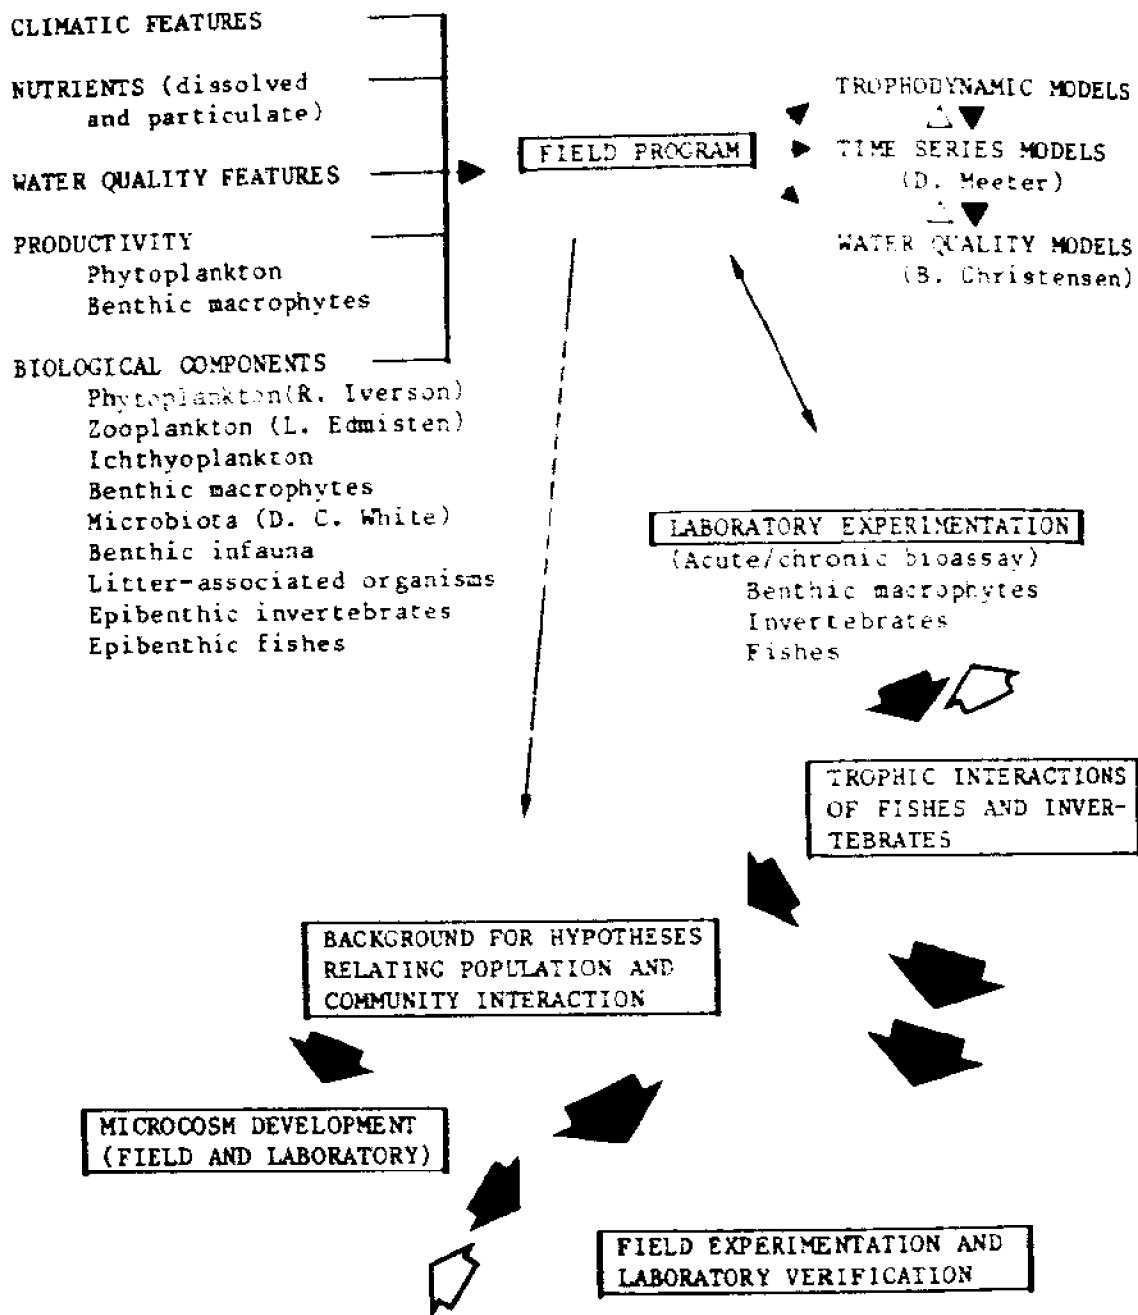 CLIMATIC FEATURES
NUTRIENTS (dissolved
and particulate)
WATER QUALITY FEATURES
PRODUCTIVITY
Phytoplankton
Benthic macrophytes
BIOLOGICAL COMPONENTS
Phytoplankton(R. Iverson)
Zooplankton (L. Edmisten)
Ichthyoplankton
Benthic macrophytes
Microbiota (D. C. White)
Benthic infauna
Litter-associated organisms
Epibenthic invertebrates
Epibenthic fishes
FIELD PROGRAM
TROPHODYNAMIC MODELS
TIME SERIES MODELS
(D. Meeter)
WATER QUALITY MODELS
(B. Christensen)
LABORATORY EXPERIMENTATION
(Acute/chronic bioassay)
Benthic macrophytes
Invertebrates
Fishes
TROPHIC INTERACTIONS
OF FISHES AND INVER-
TEBRATES
BACKGROUND FOR HYPOTHESES
RELATING POPULATION AND
COMMUNITY INTERACTION
MICROCOSM DEVELOPMENT
(FIELD AND LABORATORY)
FIELD EXPERIMENTATION AND
LABORATORY VERIFICATION